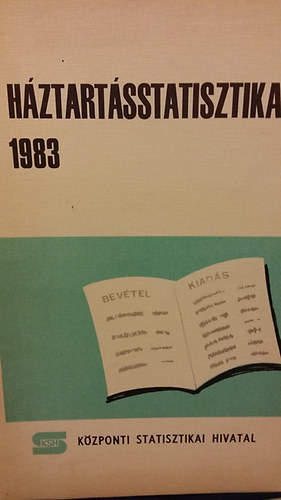 HÁZTARTÁSSTATISZTIKA
1983
BEVÉTEL
KIADÁS
KSH
KÖZPONTI STATISZTIKAI HIVATAL